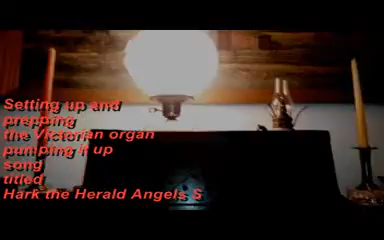 Setting up and
prepping
the Victorian organ
pumping it up
song
titled
Hark the Herald Angels S